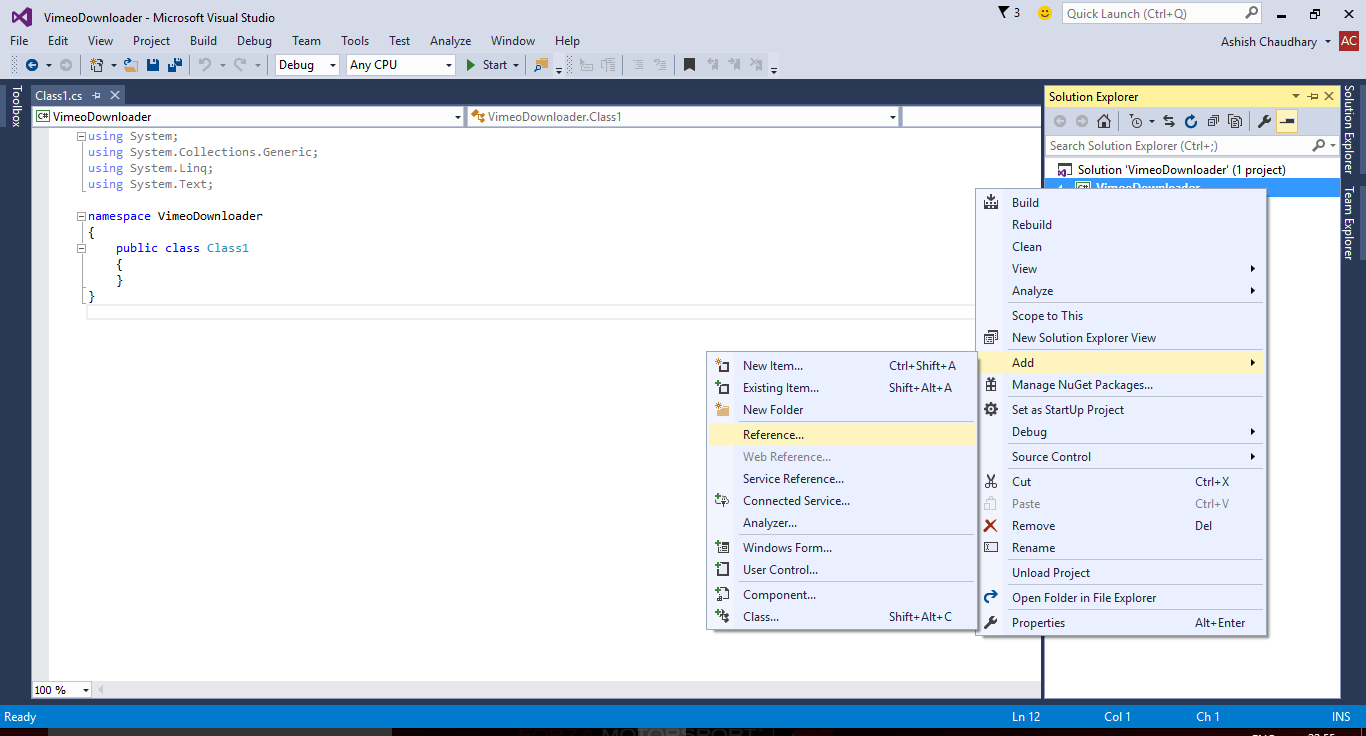 VimeoDownloader - Microsoft Visual Studio
3
Quick Launch (Ctrl+Q)
File Edit View Project Build Debug Team Tools Test Analyze Window Help
Ashish Chaudhary
AC
Debug
Any CPU
Start
Toolbox
Class1.cs
C# VimeoDownloader
VimeoDownloader.Class1
using System;
using System.Collections.Generic;
using System.Linq;
using System.Text;
namespace VimeoDownloader
{
public class Class1
{
}
}
100 %
Solution Explorer
Search Solution Explorer (Ctrl+;)
Solution 'VimeoDownloader' (1 project)
C# VimeoDownloader
Solution Explorer
Team Explorer
Build
Rebuild
Clean
View
Analyze
Scope to This
New Solution Explorer View
Add
Manage NuGet Packages...
Set as StartUp Project
Debug
Source Control
Cut Ctrl+X
Paste Ctrl+V
Remove Del
Rename
Unload Project
Open Folder in File Explorer
Properties Alt+Enter
New Item... Ctrl+Shift+A
Existing Item... Shift+Alt+A
New Folder
Reference...
Web Reference...
Service Reference...
Connected Service...
Analyzer...
Windows Form...
User Control...
Component...
Class... Shift+Alt+C
Ready
Ln 12
Col 1
Ch 1
INS
MOTORSPORT